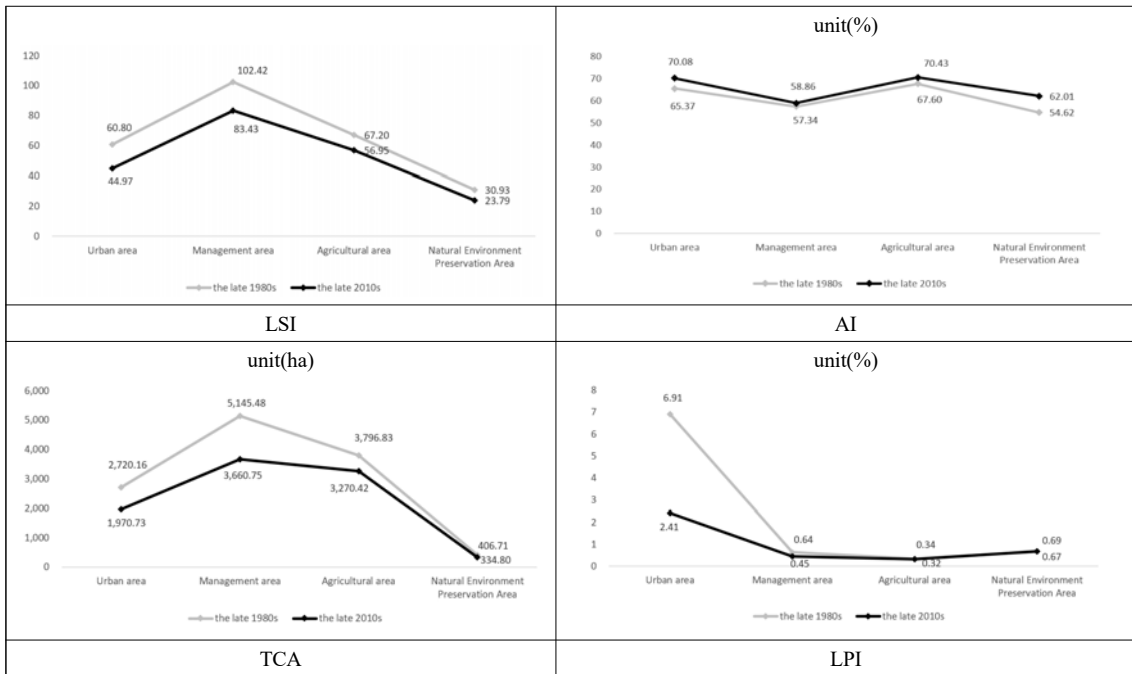 120
100
80
60
40
20
0
60.80
102.42
67.20
30.93
44.97
83.43
56.95
23.79
Urban area
Management area
Agricultural area
Natural Environment
Preservation Area
the late 1980s
the late 2010s
LSI
unit(%)
80
70
60
50
40
30
20
10
0
70.08
58.86
70.43
62.01
65.37
57.34
67.60
54.62
Urban area
Management area
Agricultural area
Natural Environment
Preservation Area
the late 1980s
the late 2010s
AI
unit(ha)
6,000
5,000
4,000
3,000
2,000
1,000
0
2,720.16
5,145.48
3,796.83
406.71
1,970.73
3,660.75
3,270.42
334.80
Urban area
Management area
Agricultural area
Natural Environment
Preservation Area
the late 1980s
the late 2010s
TCA
unit(%)
8
7
6
5
4
3
2
1
0
6.91
0.64
0.34
0.69
2.41
0.45
0.32
0.67
Urban area
Management area
Agricultural area
Natural Environment
Preservation Area
the late 1980s
the late 2010s
LPI